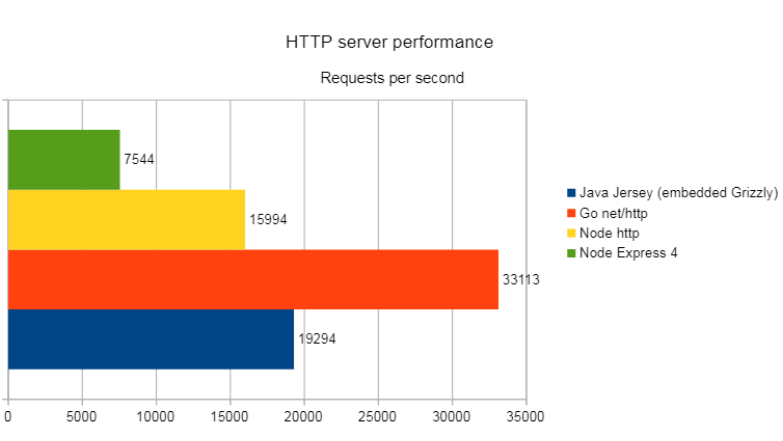 HTTP server performance
Requests per second
7544
15994
33113
19294
Java Jersey (embedded Grizzly)
Go net/http
Node http
Node Express 4
0 5000 10000 15000 20000 25000 30000 35000